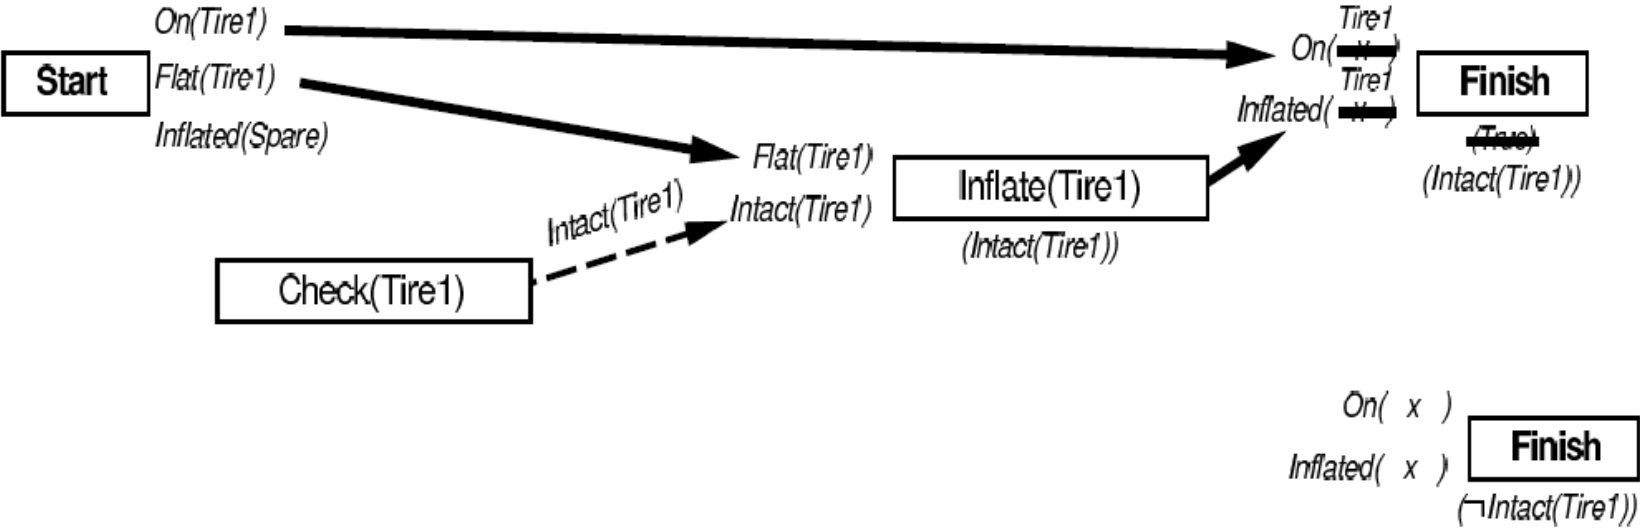 On(Tire1)
Start
Flat(Tire1)
Inflated(Spare)
Tire1
On( x )
Tire1
Inflated( x )
Finish
(True)
(Intact(Tire1))
Flat(Tire1)
Intact(Tire1)
Inflate(Tire1)
(Intact(Tire1))
Intact(Tire1)
Check(Tire1)
On( x )
Inflated( x )
Finish
(¬Intact(Tire1))